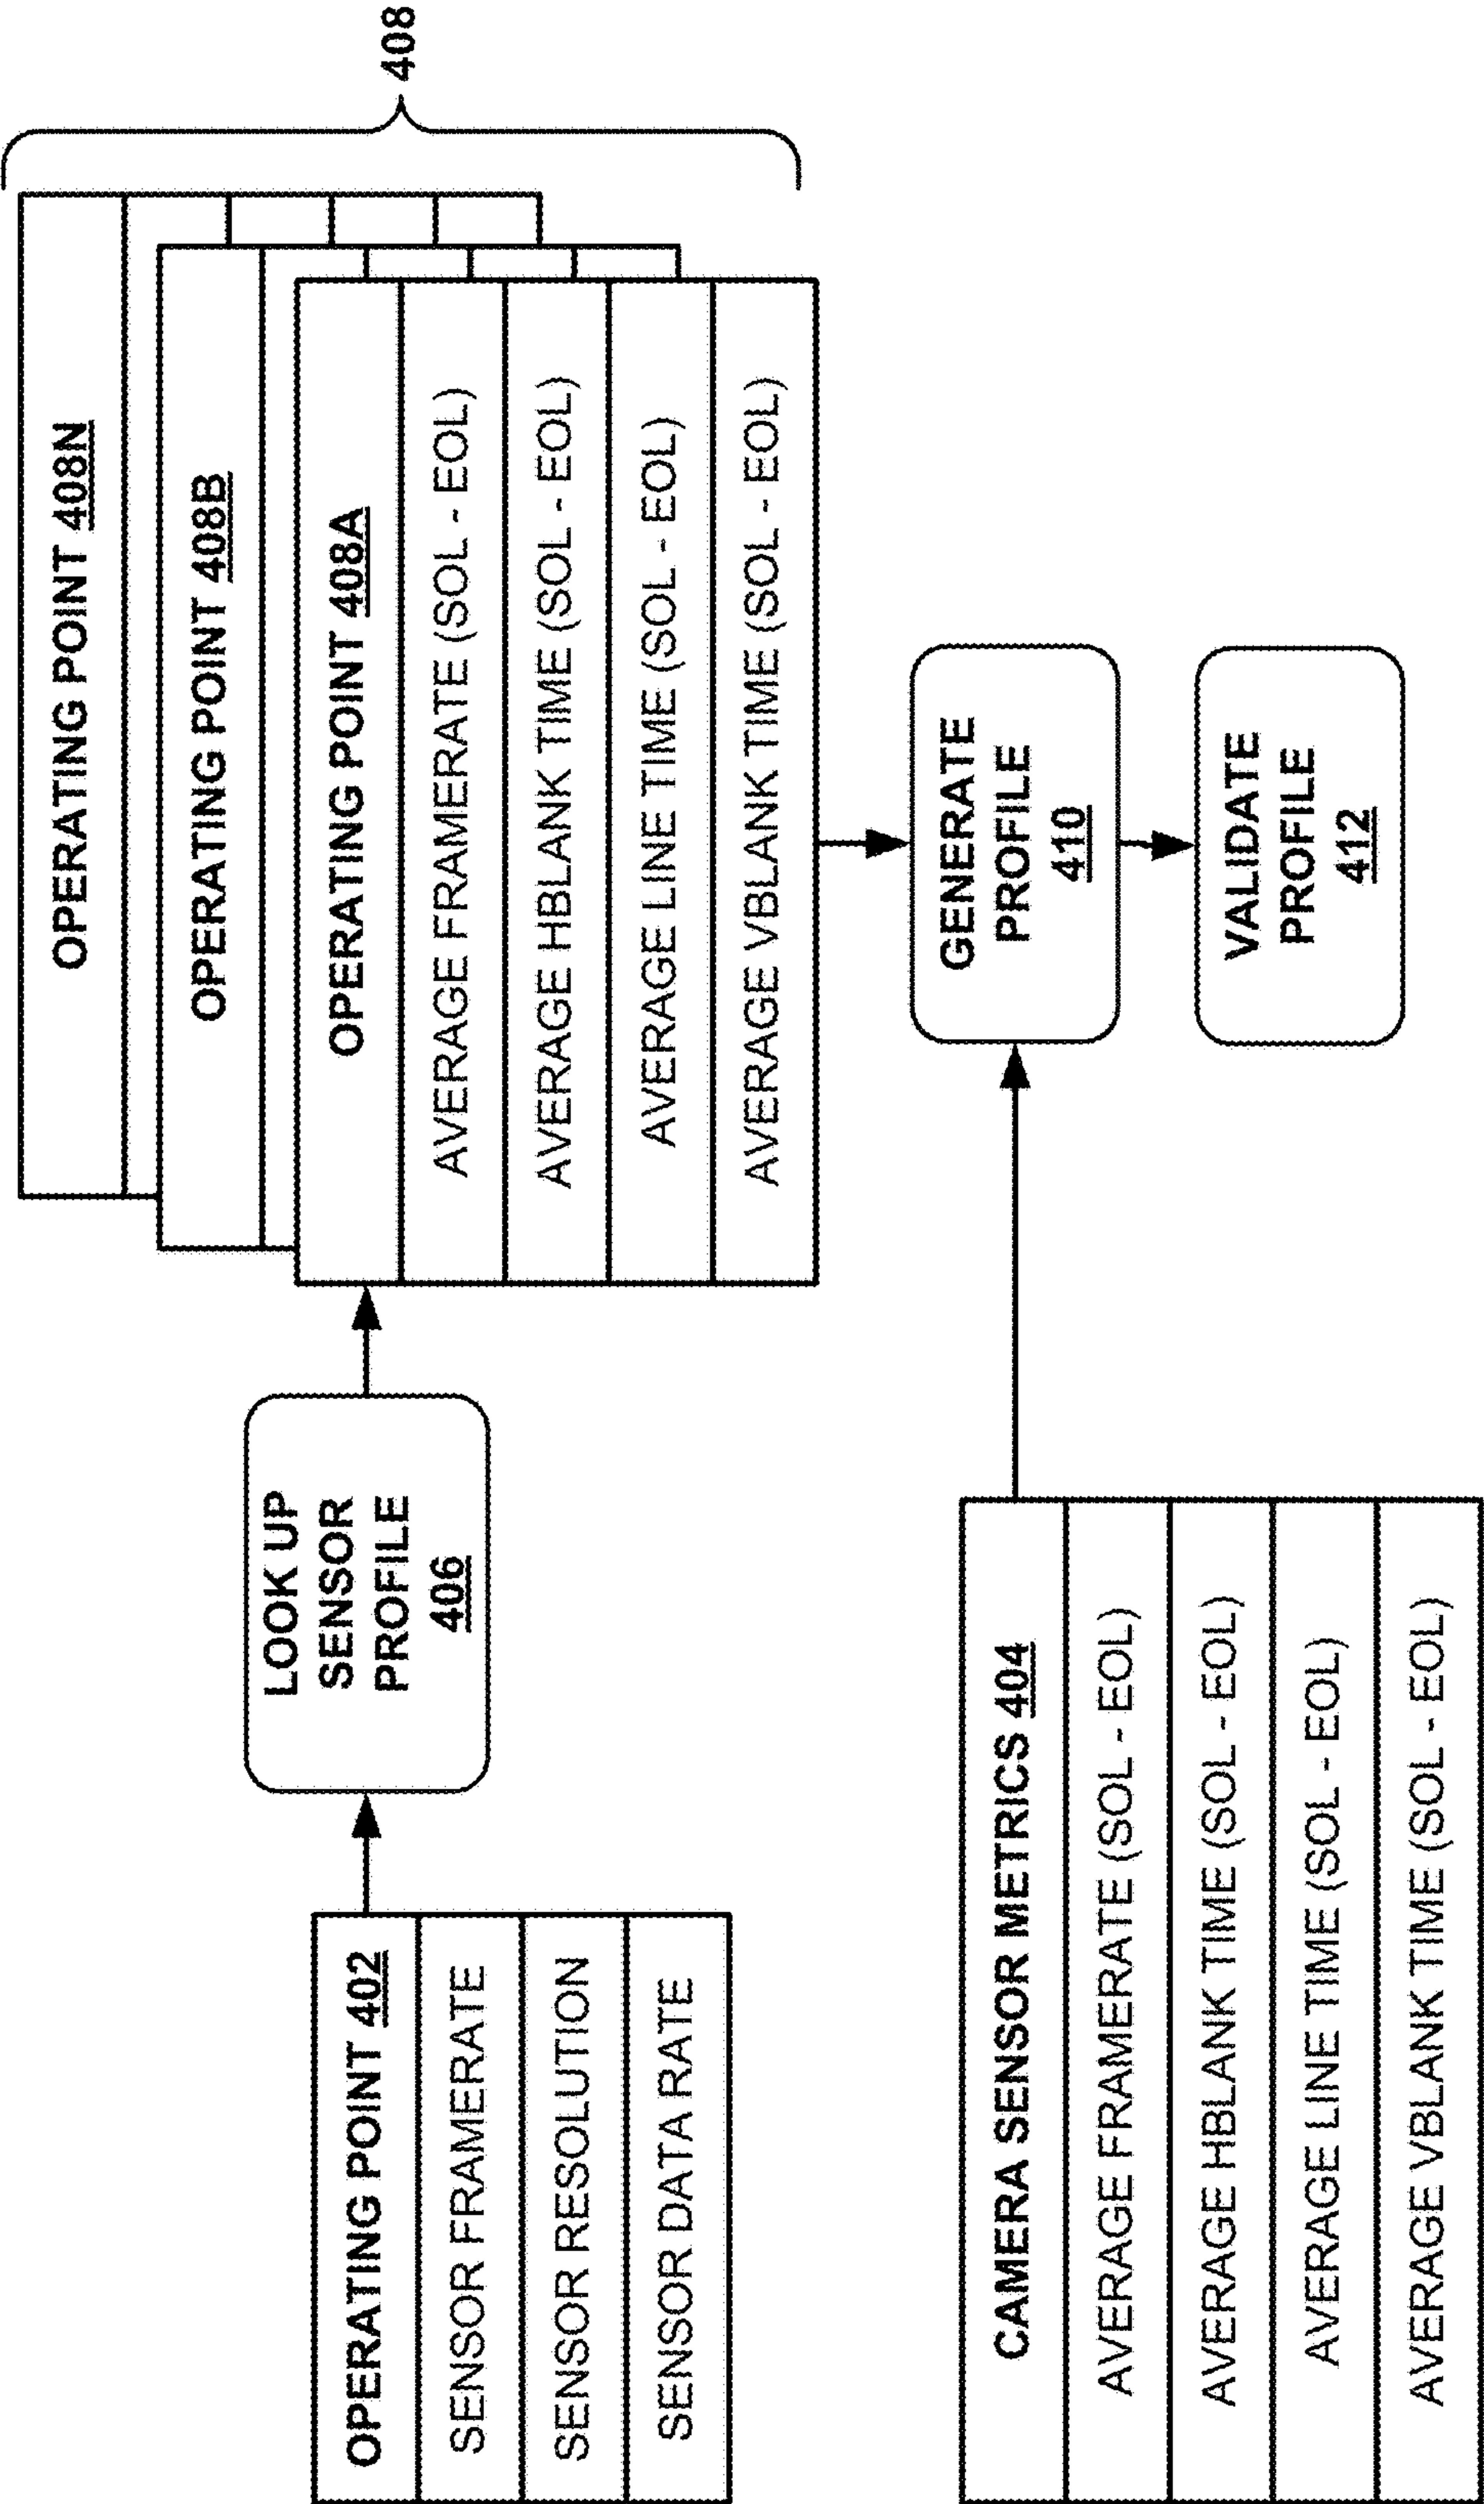 OPERATING POINT 402
SENSOR FRAMERATE
SENSOR RESOLUTION
SENSOR DATA RATE
LOOK UP
SENSOR
PROFILE
406
OPERATING POINT 408N
OPERATING POINT 408B
OPERATING POINT 408A
AVERAGE FRAMERATE (SOL - EOL)
AVERAGE HBLANK TIME (SOL - EOL)
AVERAGE LINE TIME (SOL - EOL)
AVERAGE VBLANK TIME (SOL - EOL)
408
CAMERA SENSOR METRICS 404
AVERAGE FRAMERATE (SOL - EOL)
AVERAGE HBLANK TIME (SOL - EOL)
AVERAGE LINE TIME (SOL - EOL)
AVERAGE VBLANK TIME (SOL - EOL)
GENERATE
PROFILE
410
VALIDATE
PROFILE
412